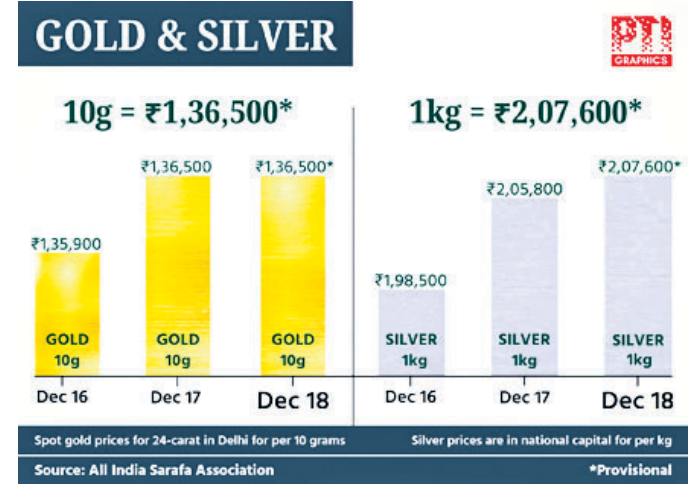 GOLD & SILVER
PTI
GRAPHICS
10g = ₹1,36,500*
₹1,35,900
₹1,36,500
₹1,36,500*
GOLD
10g
GOLD
10g
GOLD
10g
Dec 16
Dec 17
Dec 18
1kg = ₹2,07,600*
₹1,98,500
₹2,05,800
₹2,07,600*
SILVER
1kg
SILVER
1kg
SILVER
1kg
Dec 16
Dec 17
Dec 18
Spot gold prices for 24-carat in Delhi for per 10 grams
Silver prices are in national capital for per kg
Source: All India Sarafa Association
*Provisional